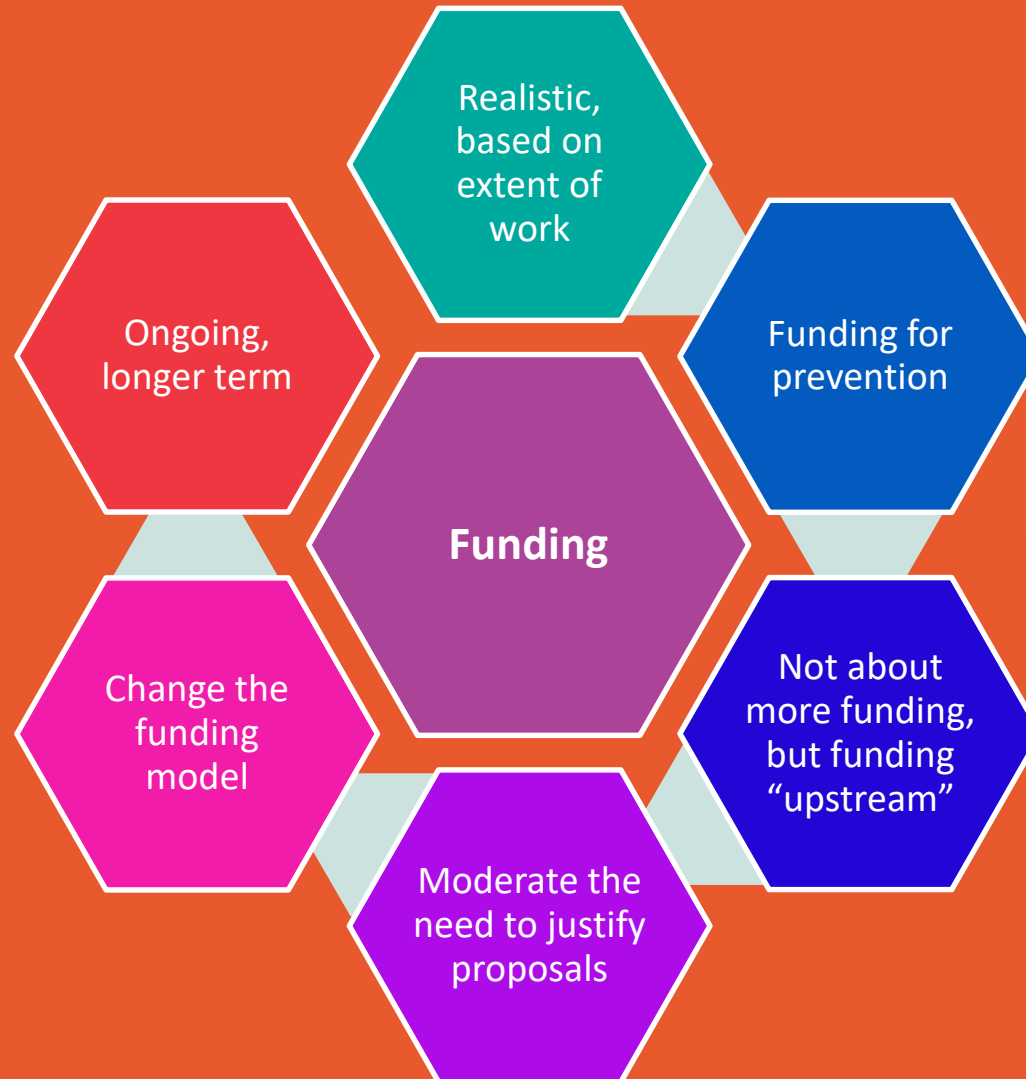 Realistic,
based on
extent of
work
Funding for
prevention
Not about
more funding,
but funding
“upstream”
Moderate the
need to justify
proposals
Change the
funding
model
Ongoing,
longer term
Funding